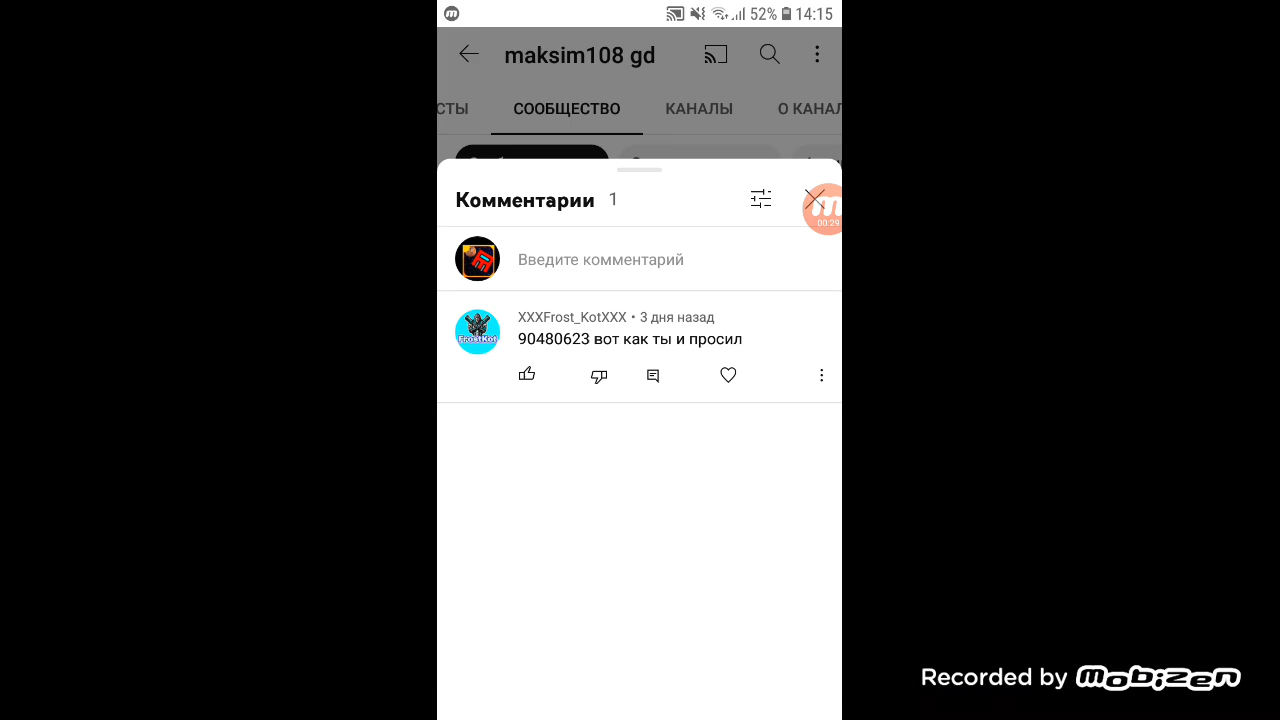 52% 14:15
maksim108 gd
СТЫ СООБЩЕСТВО КАНАЛЫ О КАНАЛ
Комментарии 1
00:29
Введите комментарий
XXXFrost_KotXXX • 3 дня назад
FrostKot
90480623 вот как ты и просил
Recorded by mobizen